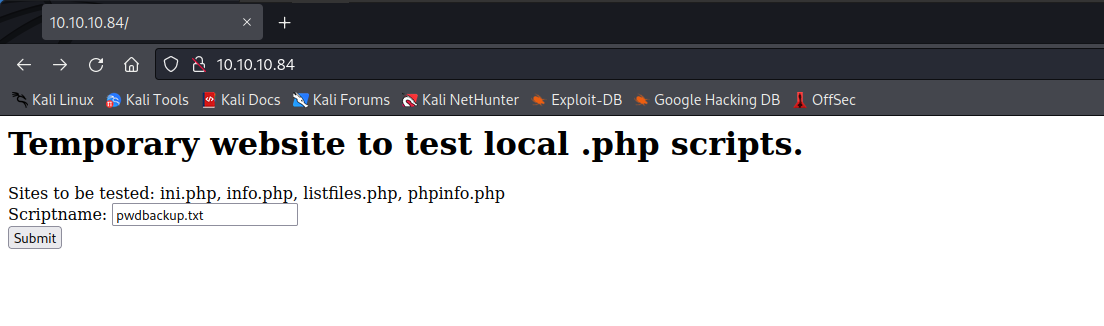 10.10.10.84/
10.10.10.84
Kali Linux Kali Tools Kali Docs Kali Forums Kali NetHunter Exploit-DB Google Hacking DB OffSec
Temporary website to test local .php scripts.
Sites to be tested: ini.php, info.php, listfiles.php, phpinfo.php
Scriptname: pwdbackup.txt
Submit